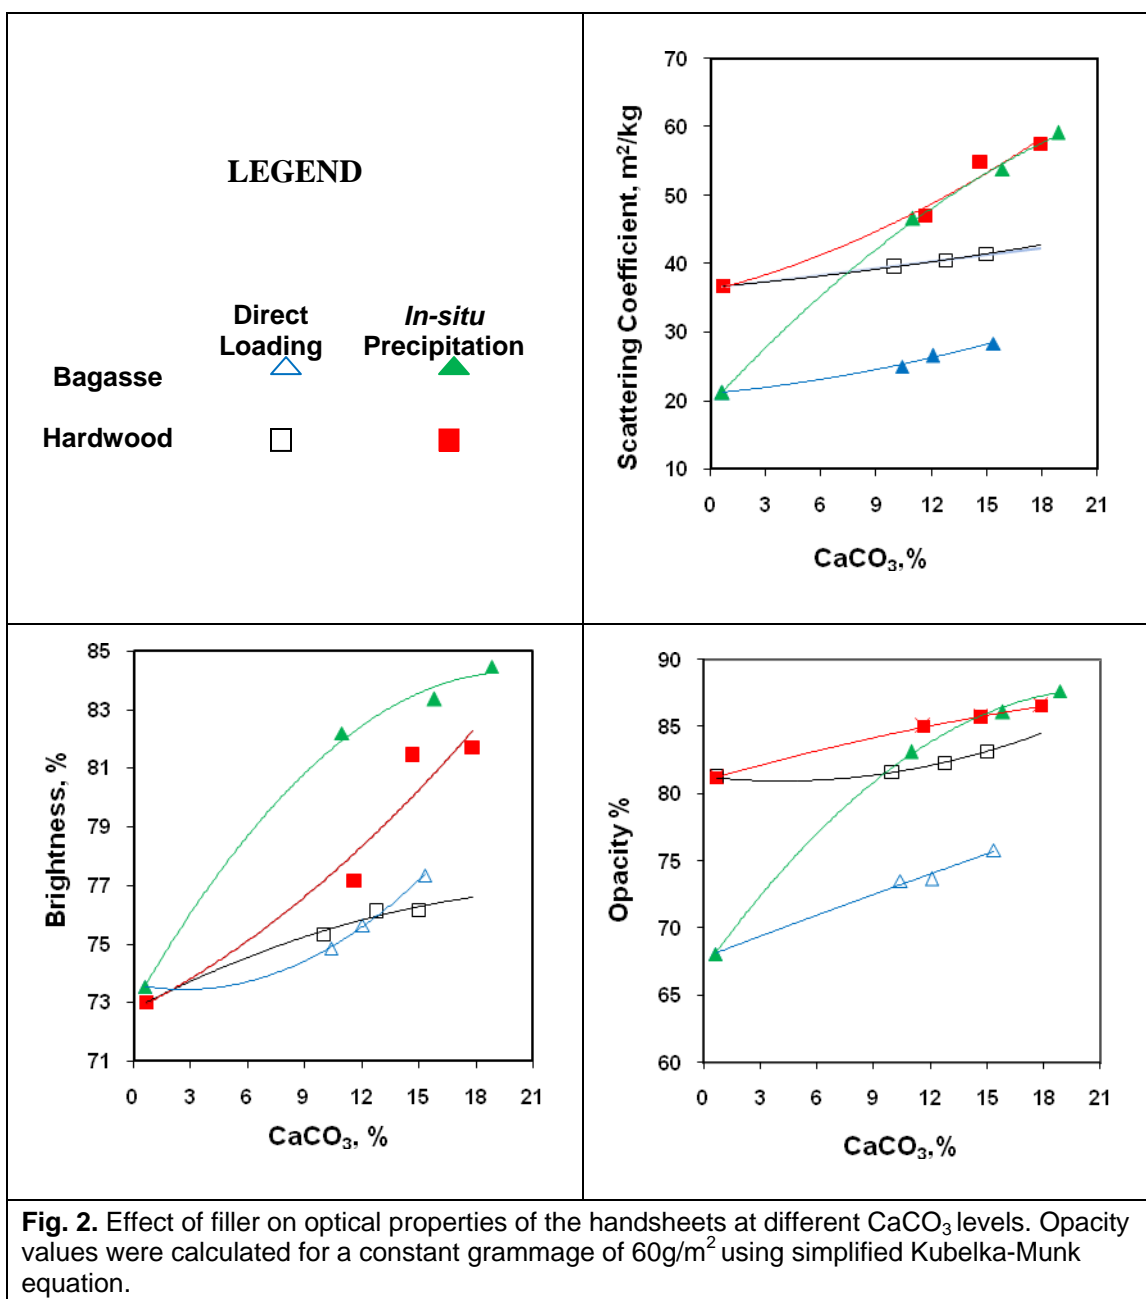 LEGEND
Direct Loading
In-situ Precipitation
Bagasse
Hardwood
Scattering Coefficient, m²/kg
70
60
50
40
30
20
10
0 3 6 9 12 15 18 21
CaCO₃,%
Brightness, %
85
83
81
79
77
75
73
71
0 3 6 9 12 15 18 21
CaCO₃, %
Opacity %
90
85
80
75
70
65
60
0 3 6 9 12 15 18 21
CaCO₃,%
Fig. 2. Effect of filler on optical properties of the handsheets at different CaCO₃ levels. Opacity
values were calculated for a constant grammage of 60g/m² using simplified Kubelka-Munk
equation.